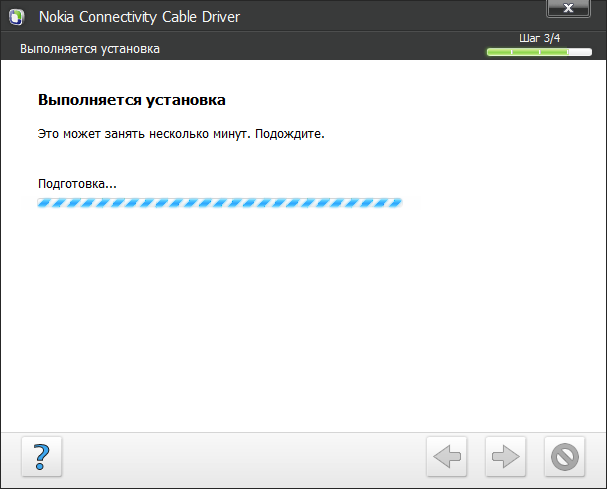 Nokia Connectivity Cable Driver
x
Выполняется установка
Шаг 3/4
Выполняется установка
Это может занять несколько минут. Подождите.
Подготовка...
?